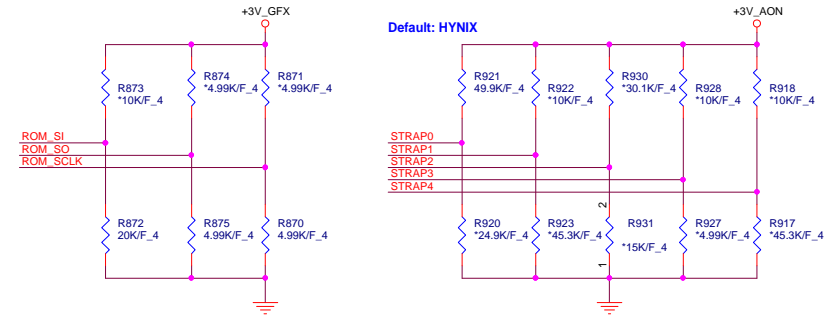 +3V_GFX
+3V_AON
Default: HYNIX
R873
*10K/F_4
R874
*4.99K/F_4
R871
*4.99K/F_4
R921
49.9K/F_4
R922
*10K/F_4
R930
*30.1K/F_4
R928
*10K/F_4
R918
*10K/F_4
ROM_SI
ROM_SO
ROM_SCLK
STRAP0
STRAP1
STRAP2
STRAP3
STRAP4
2
R872
20K/F_4
R875
4.99K/F_4
R870
4.99K/F_4
R920
*24.9K/F_4
R923
*45.3K/F_4
R931
*15K/F_4
R927
*4.99K/F_4
R917
*45.3K/F_4
1